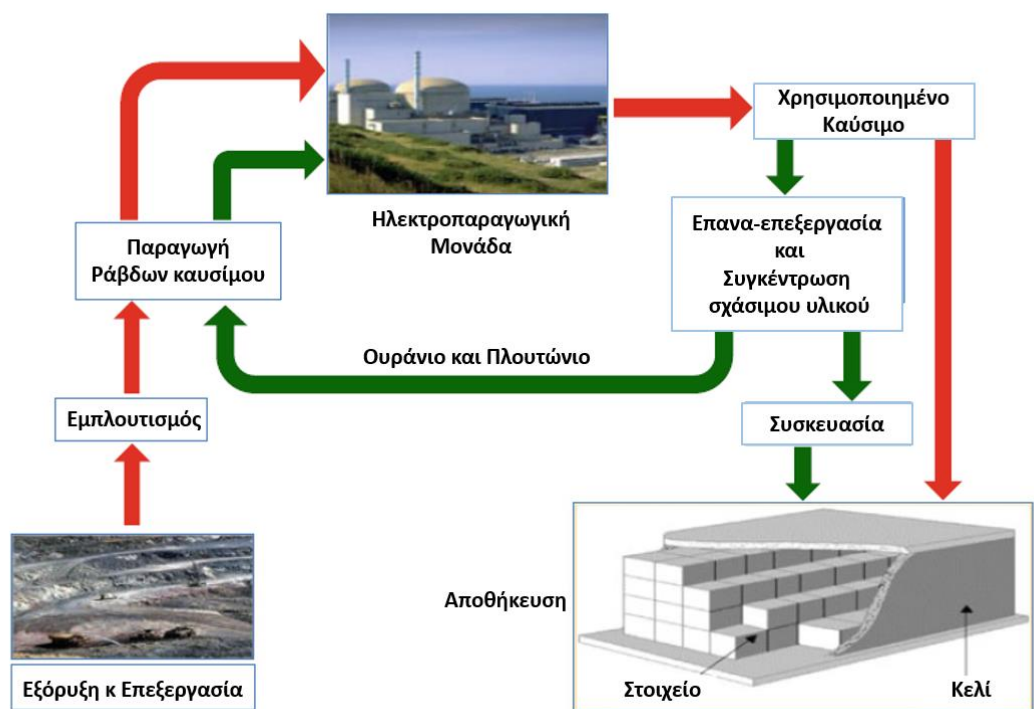 Χρησιμοποιημένο
Καύσιμο
Ηλεκτροπαραγωγική
Μονάδα
Παραγωγή
Ράβδων καυσίμου
Επανα-επεξεργασία
και
Συγκέντρωση
σχάσιμου υλικού
Ουράνιο και Πλουτώνιο
Εμπλουτισμός
Συσκευασία
Αποθήκευση
Στοιχείο
Κελί
Εξόρυξη κ Επεξεργασία